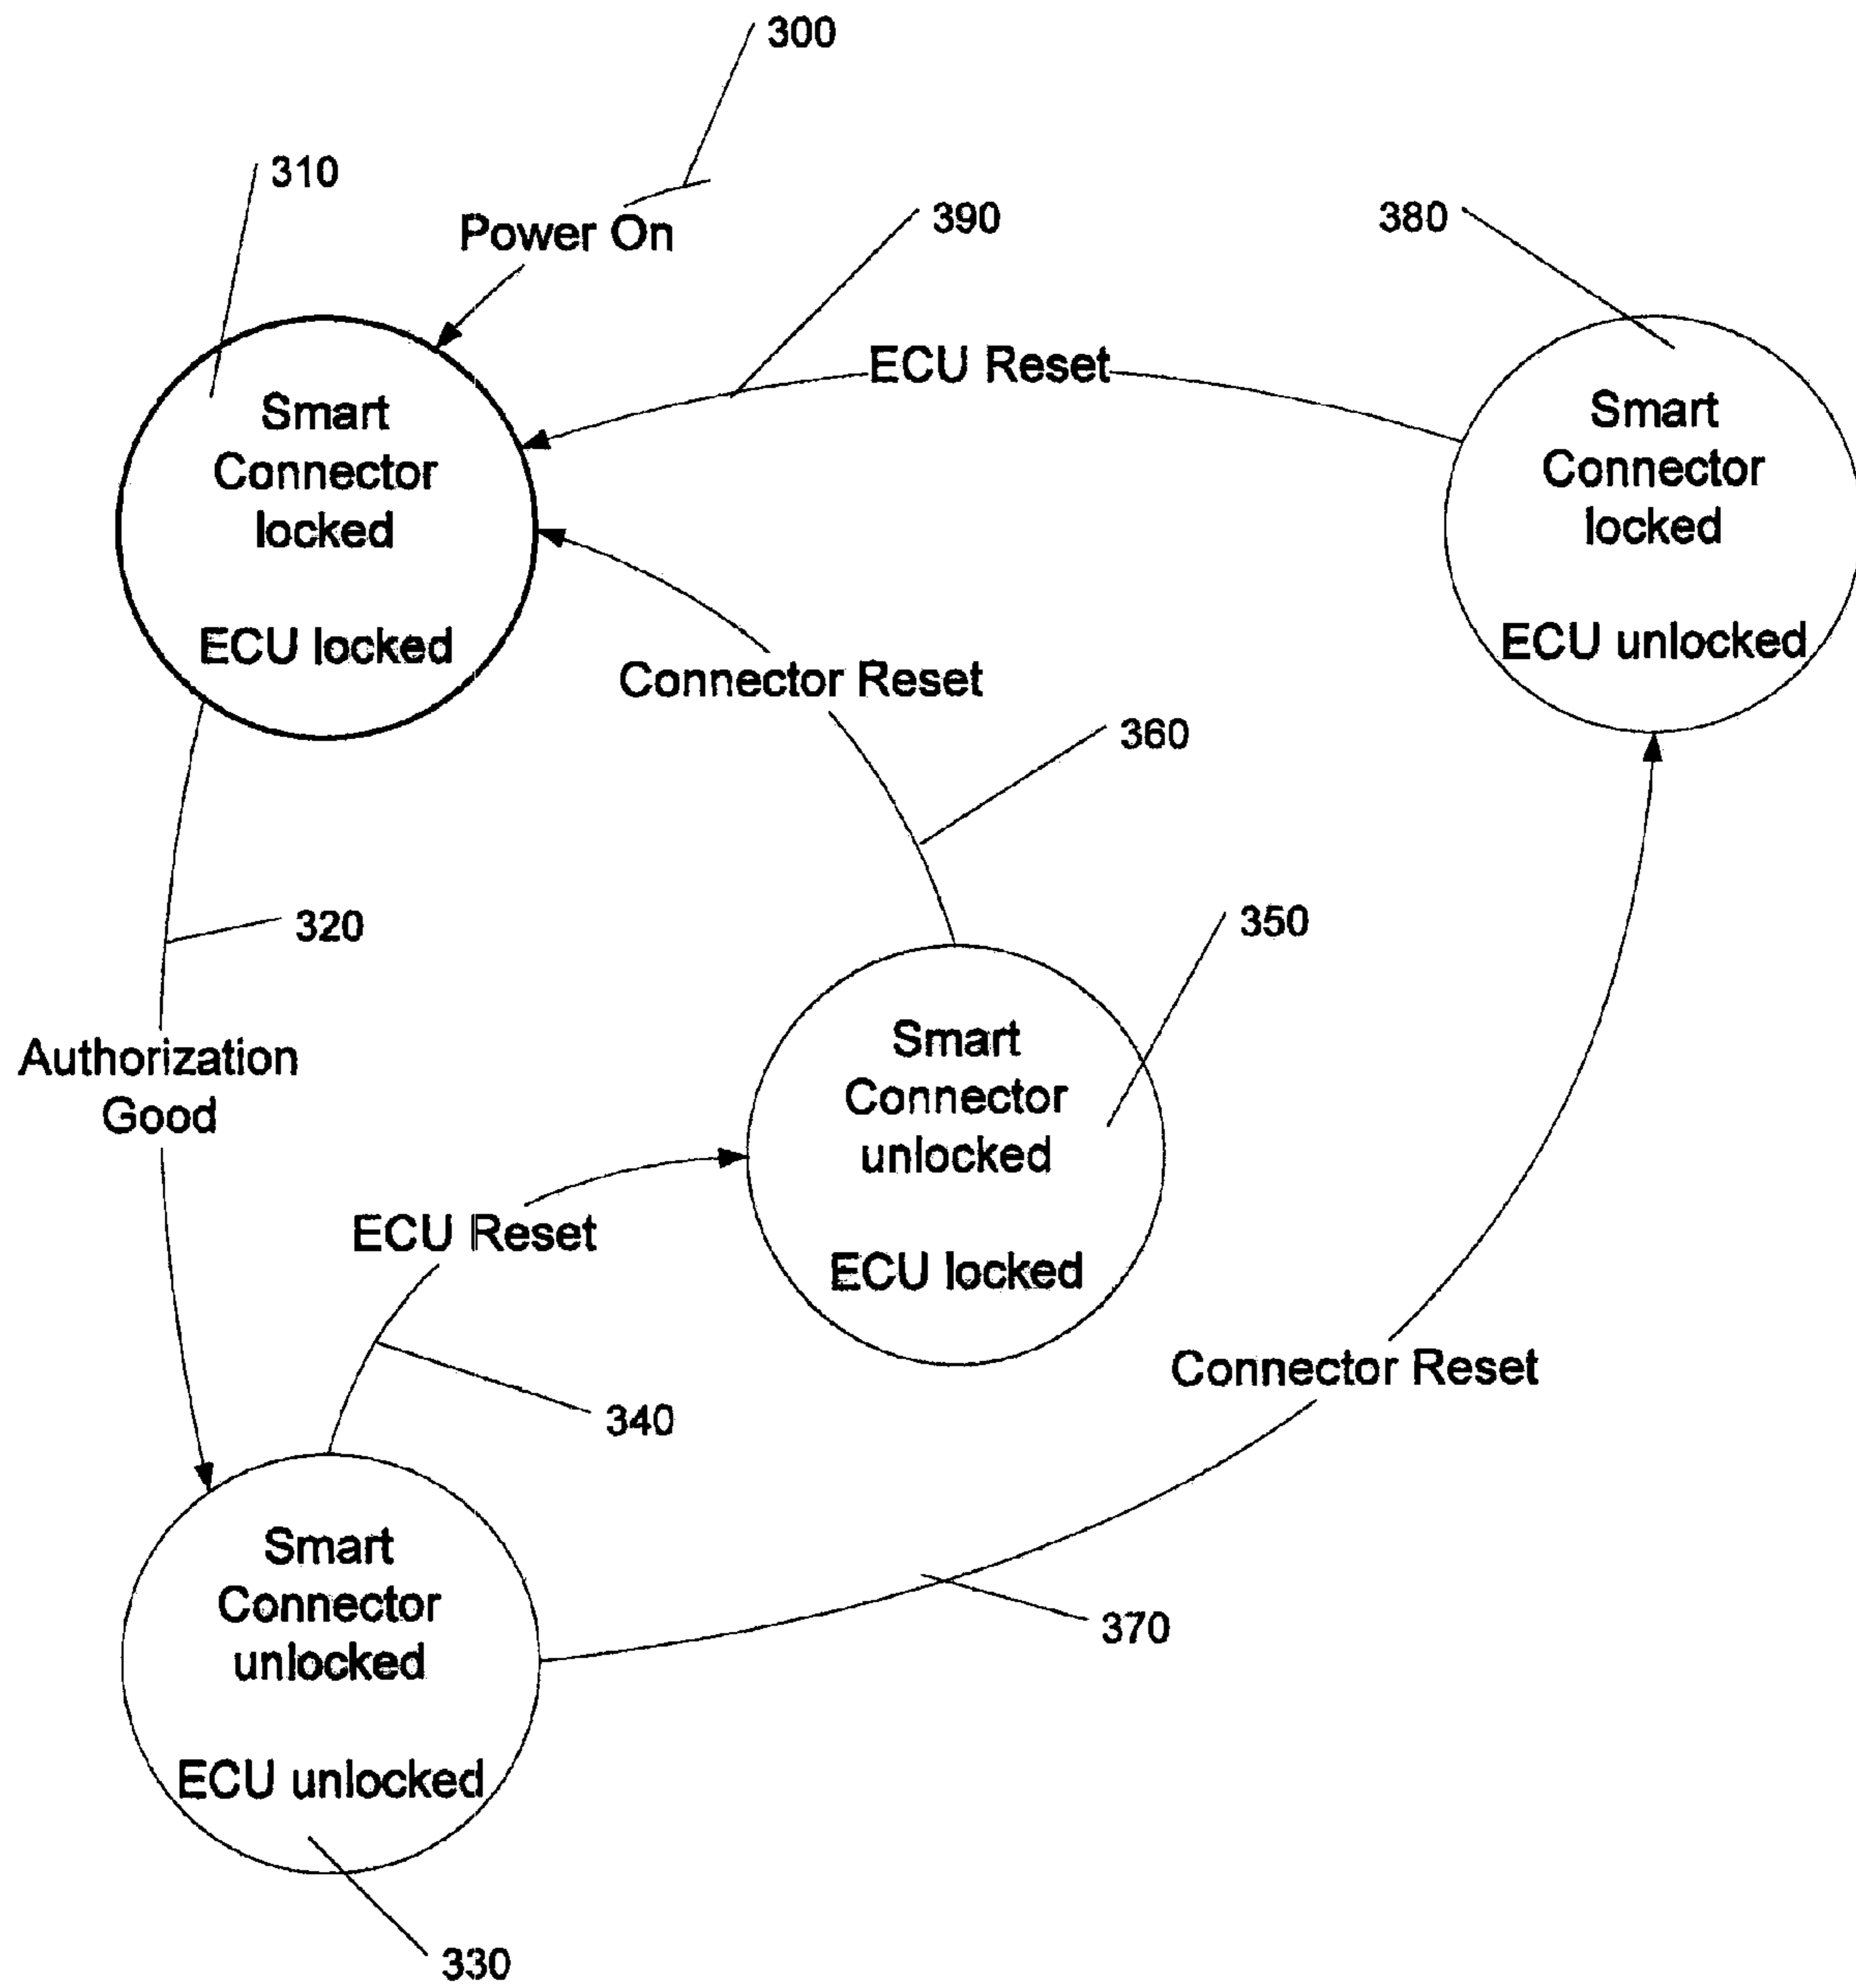 300
310
Power On
390
380
ECU Reset
Smart
Connector
locked
ECU locked
Smart
Connector
locked
ECU unlocked
Connector Reset
360
320
350
Authorization
Good
Smart
Connector
unlocked
ECU locked
ECU Reset
340
Connector Reset
Smart
Connector
unlocked
ECU unlocked
370
330